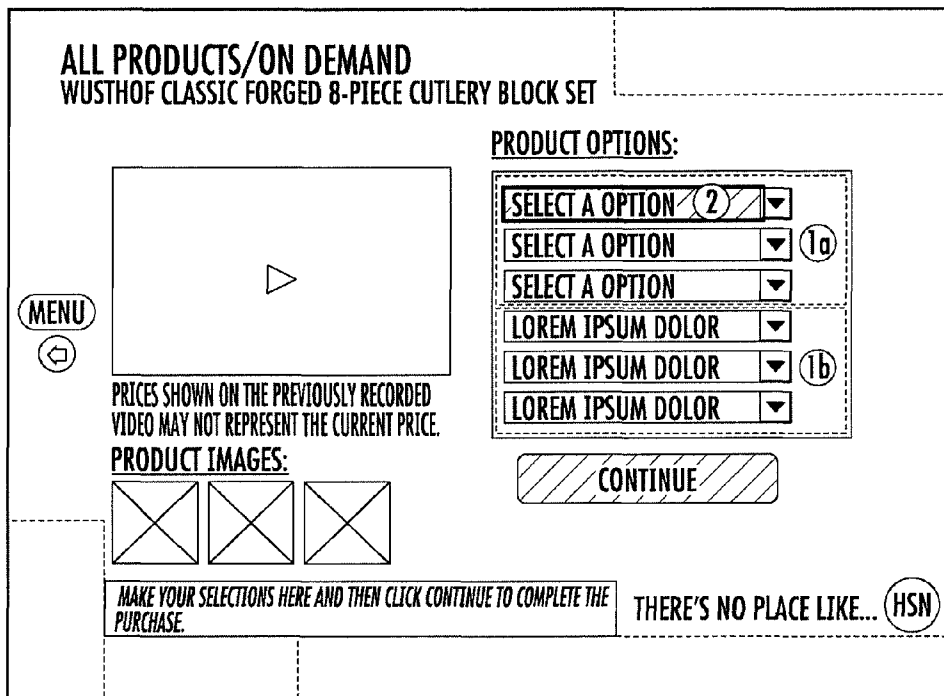 ALL PRODUCTS/ON DEMAND
WUSTHOF CLASSIC FORGED 8-PIECE CUTLERY BLOCK SET
PRODUCT OPTIONS:
SELECT A OPTION 2
SELECT A OPTION
1a
SELECT A OPTION
LOREM IPSUM DOLOR
LOREM IPSUM DOLOR
1b
LOREM IPSUM DOLOR
CONTINUE
MENU
PRICES SHOWN ON THE PREVIOUSLY RECORDED
VIDEO MAY NOT REPRESENT THE CURRENT PRICE.
PRODUCT IMAGES:
MAKE YOUR SELECTIONS HERE AND THEN CLICK CONTINUE TO COMPLETE THE
PURCHASE.
THERE'S NO PLACE LIKE... HSN